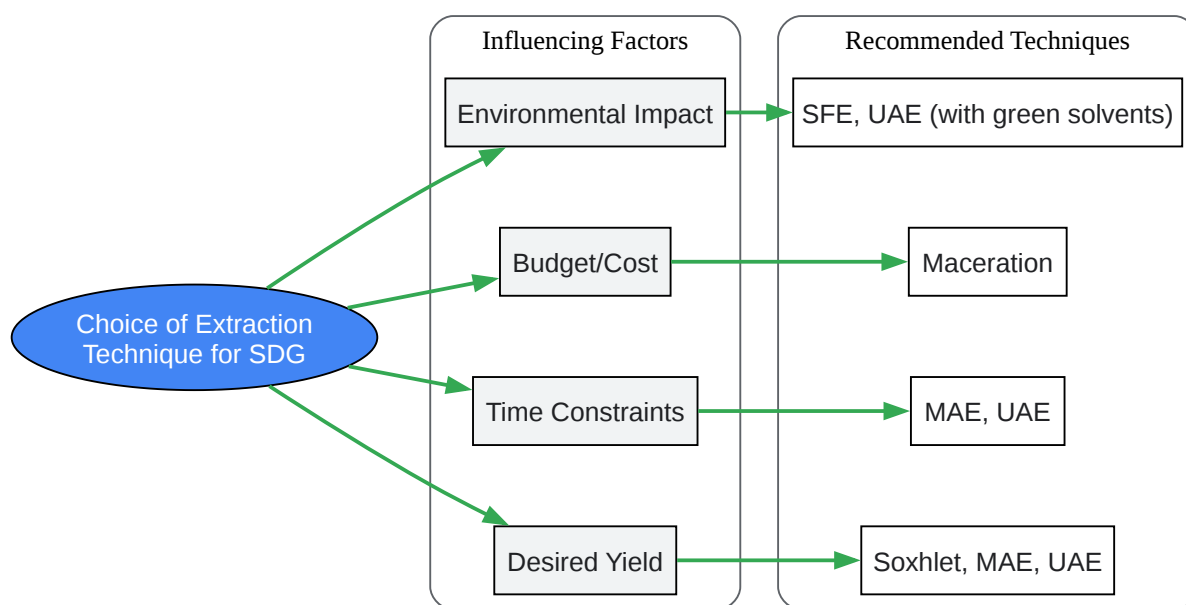 Influencing Factors
Recommended Techniques
Environmental Impact
SFE, UAE (with green solvents)
Budget/Cost
Maceration
Choice of Extraction
Technique for SDG
Time Constraints
MAE, UAE
Desired Yield
Soxhlet, MAE, UAE